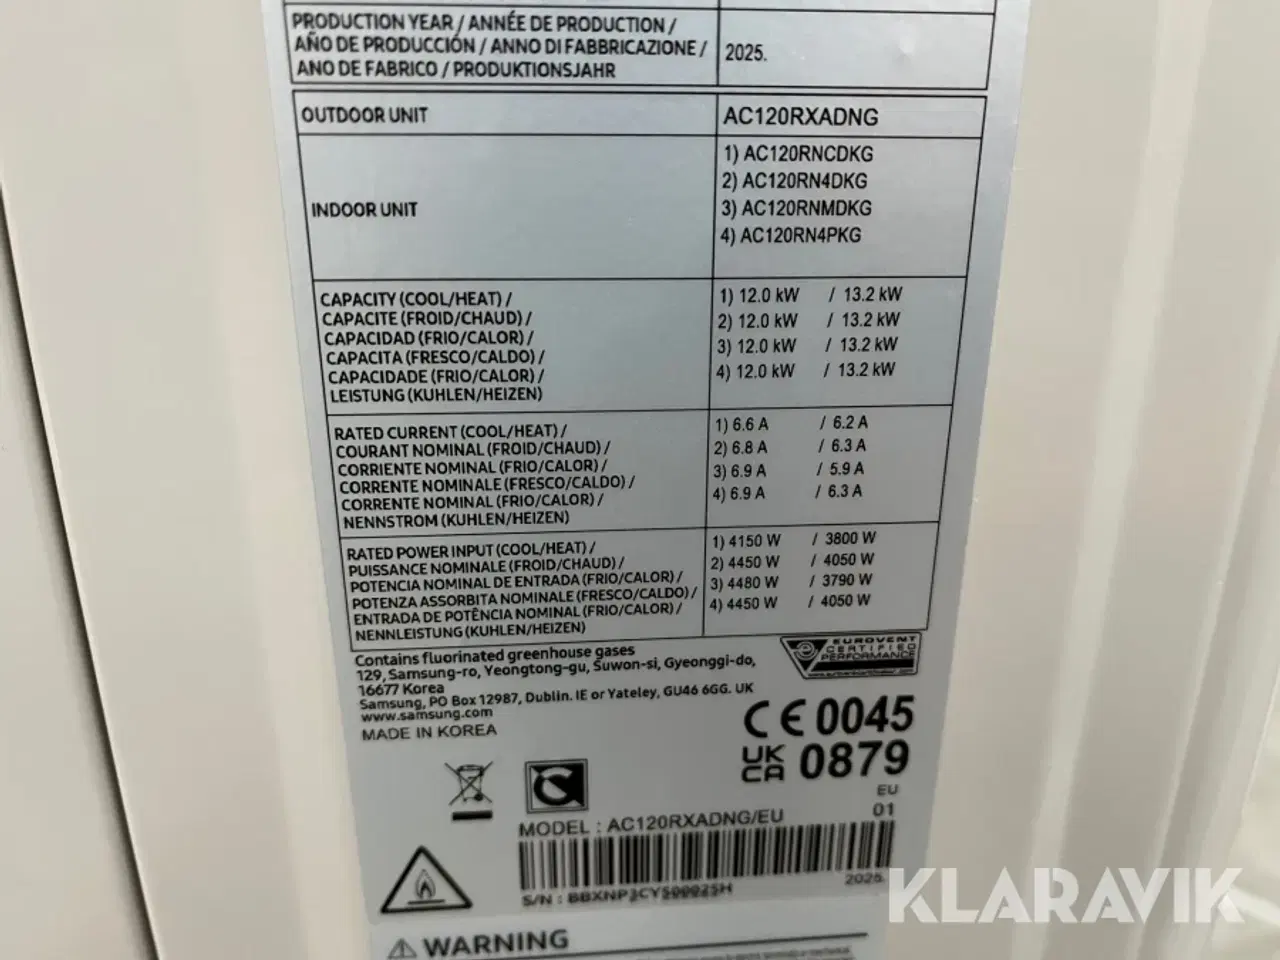 PRODUCTION YEAR / ANNÉE DE PRODUCTION /
AÑO DE PRODUCCIÓN / ANNO DI FABBRICAZIONE /
ANO DE FABRICO / PRODUKTIONSJAHR
2025.
OUTDOOR UNIT
AC120RXADNG
INDOOR UNIT
1) AC120RNCDKG
2) AC120RN4DKG
3) AC120RNMDKG
4) AC120RN4PKG
CAPACITY (COOL/HEAT) /
CAPACITE (FROID/CHAUD) /
CAPACIDAD (FRIO/CALOR) /
CAPACITA (FRESCO/CALDO) /
CAPACIDADE (FRIO/CALOR) /
LEISTUNG (KUHLEN/HEIZEN)
1) 12.0 kW / 13.2 kW
2) 12.0 kW / 13.2 kW
3) 12.0 kW / 13.2 kW
4) 12.0 kW / 13.2 kW
RATED CURRENT (COOL/HEAT) /
COURANT NOMINAL (FROID/CHAUD) /
CORRIENTE NOMINAL (FRIO/CALOR) /
CORRENTE NOMINALE (FRESCO/CALDO) /
CORRENTE NOMINAL (FRIO/CALOR) /
NENNSTROM (KUHLEN/HEIZEN)
1) 6.6 A / 6.2 A
2) 6.8 A / 6.3 A
3) 6.9 A / 5.9 A
4) 6.9 A / 6.3 A
RATED POWER INPUT (COOL/HEAT) /
PUISSANCE NOMINALE (FROID/CHAUD) /
POTENCIA NOMINAL DE ENTRADA (FRIO/CALOR) /
POTENZA ASSORBITA NOMINALE (FRESCO/CALDO) /
ENTRADA DE POTÊNCIA NOMINAL (FRIO/CALOR) /
NENNLEISTUNG (KUHLEN/HEIZEN)
1) 4150 W / 3800 W
2) 4450 W / 4050 W
3) 4480 W / 3790 W
4) 4450 W / 4050 W
Contains fluorinated greenhouse gases
129, Samsung-ro, Yeongtong-gu, Suwon-si, Gyeonggi-do,
16677 Korea
Samsung, PO Box 12987, Dublin. IE or Yateley, GU46 6GG. UK
www.samsung.com
MADE IN KOREA
EUROVENT
CERTIFIED
PERFORMANCE
CE 0045
UK
CA 0879
EU
01
MODEL : AC120RXADNG/EU
S/N : BBXNP3CY500025H
2025.
WARNING
KLARAVIK